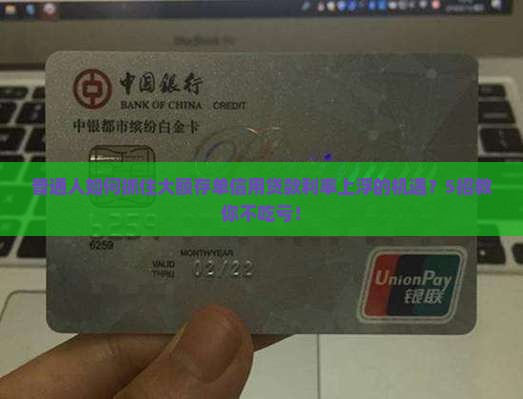 中国银行
BANK OF CHINA CREDIT
中银都市缤纷白金卡
普通人如何抓住大额存单信用贷款利率上浮的机遇？5招教
你不吃亏！
6259
6259
MONTH/YEAR
VALID
THRU
02/22
UnionPay
银联